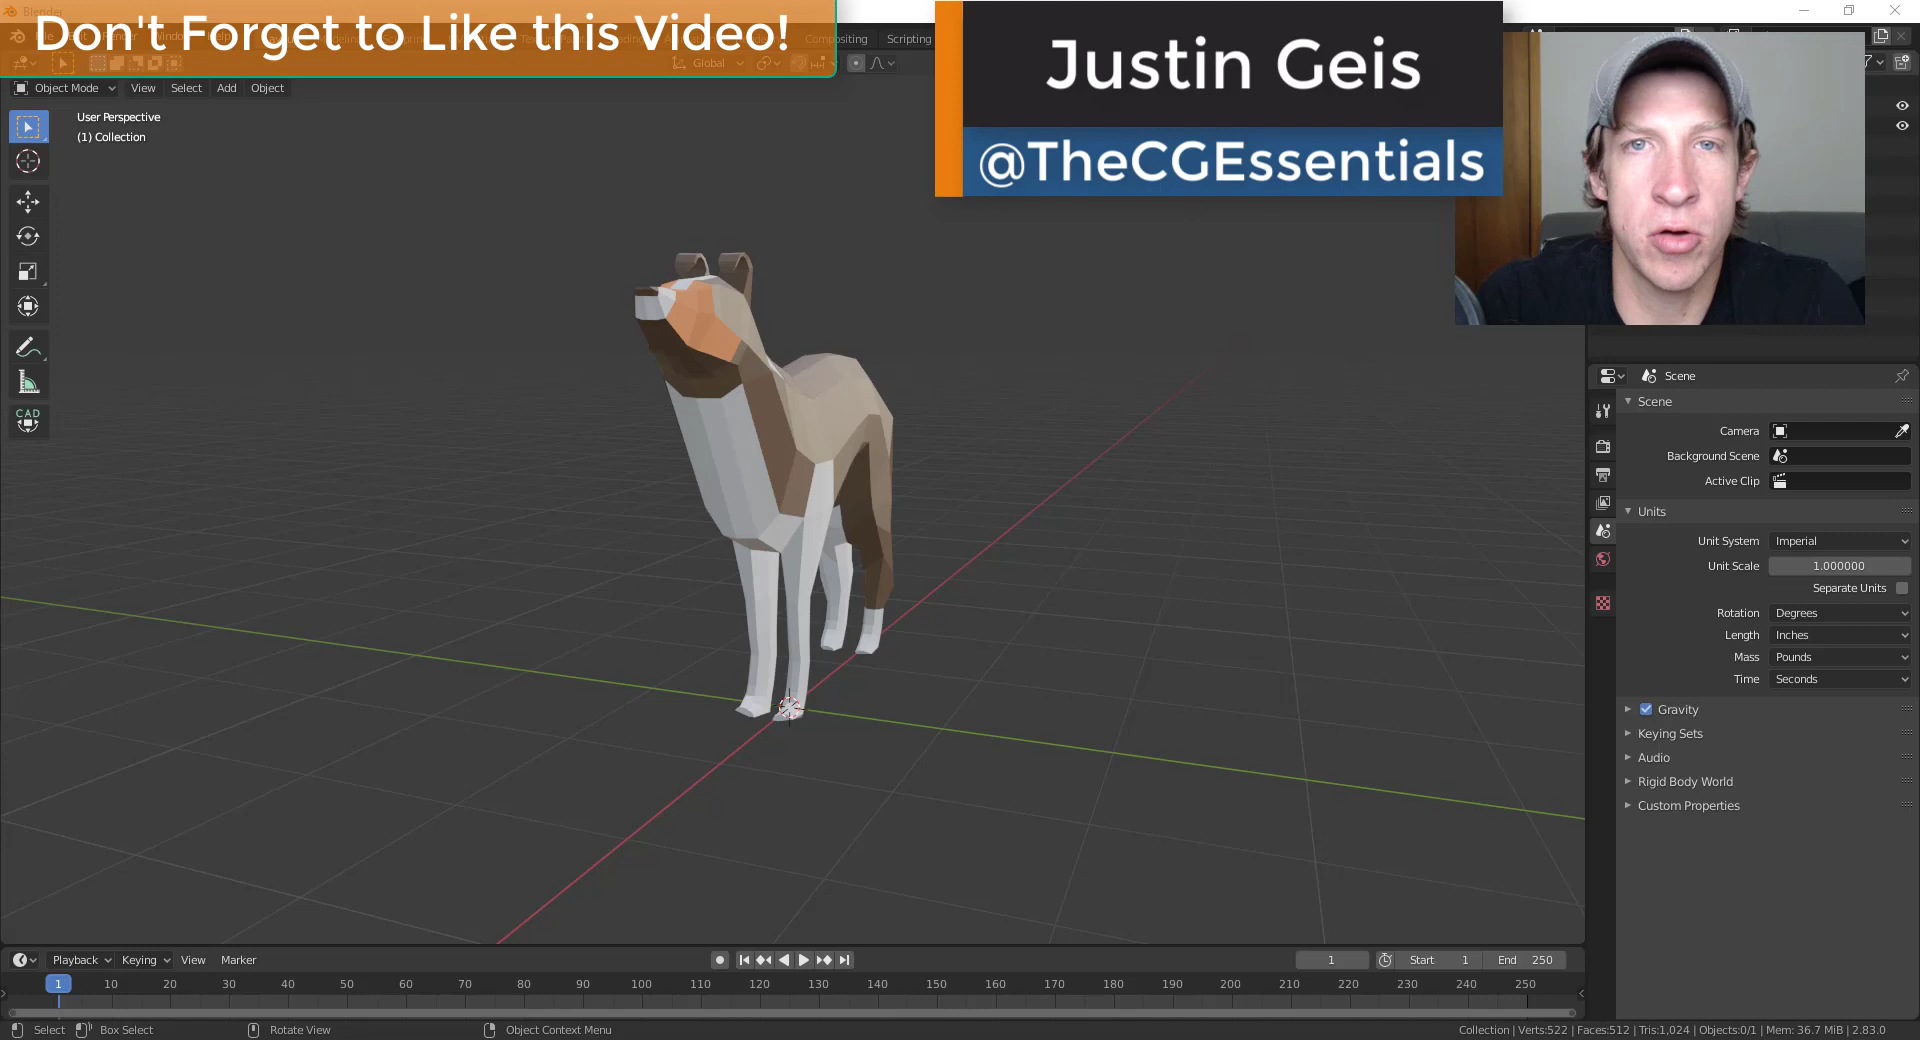 Blender
Don't Forget to Like this Video!
Justin Geis
@TheCGEssentials
Compositing
Scripting
Global
Object Mode
View
Select
Add
Object
User Perspective
(1) Collection
CAD
Scene
Scene
Camera
Background Scene
Active Clip
Units
Unit System
Imperial
Unit Scale
1.000000
Separate Units
Rotation
Degrees
Length
Inches
Mass
Pounds
Time
Seconds
Gravity
Keying Sets
Audio
Rigid Body World
Custom Properties
Playback
Keying
View
Marker
1
Start 1
End 250
1 10 20 30 40 50 60 70 80 90 100 110 120 130 140 150 160 170 180 190 200 210 220 230 240 250
Select
Box Select
Rotate View
Object Context Menu
Collection | Verts:522 | Faces:512 | Tris:1,024 | Objects:0/1 | Mem: 36.7 MiB | 2.83.0